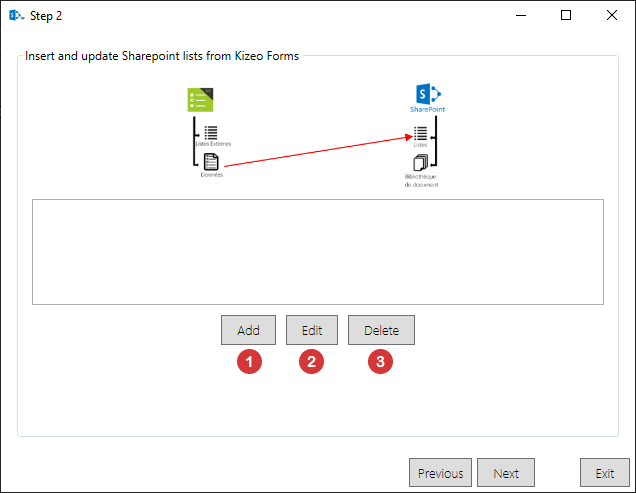 Step 2
Insert and update Sharepoint lists from Kizeo Forms
SharePoint
Listes Externes
Listes
Données
Bibliothèque
de document
Add
Edit
Delete
1
2
3
Previous
Next
Exit